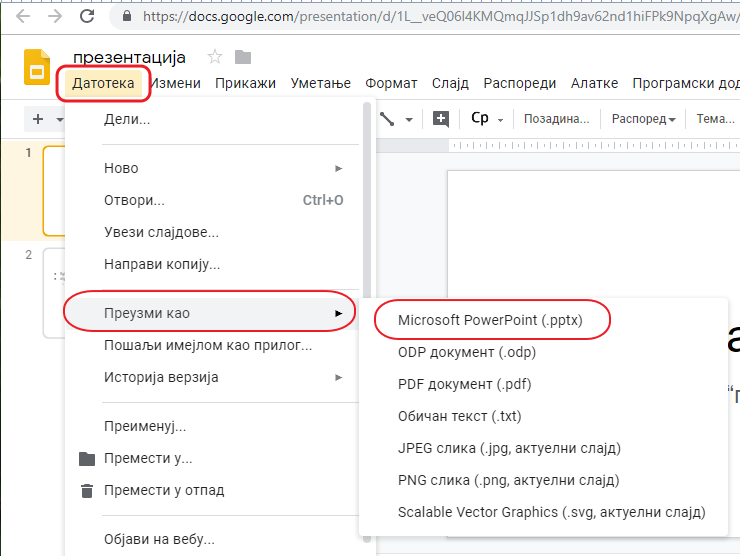 https://docs.google.com/presentation/d/1L_veQ06I4KMQmqJJSp1dh9av62nd1hiFPk9NpqXgAw/
презентација
Датотека Измени Прикажи Уметање Формат Слајд Распореди Алатке Програмски дод
Ср Позадина... Распоред Тема...
1
2
Дели...
Ново
Отвори... Ctrl+O
Увези слајдове...
Направи копију...
Преузми као
Пошаљи имејлом као прилог...
Историја верзија
Преименуј...
Премести у...
Премести у отпад
Објави на вебу...
Microsoft PowerPoint (.pptx)
ODP документ (.odp)
PDF документ (.pdf)
Обичан текст (.txt)
JPEG слика (.jpg, актуелни слајд)
PNG слика (.png, актуелни слајд)
Scalable Vector Graphics (.svg, актуелни слајд)